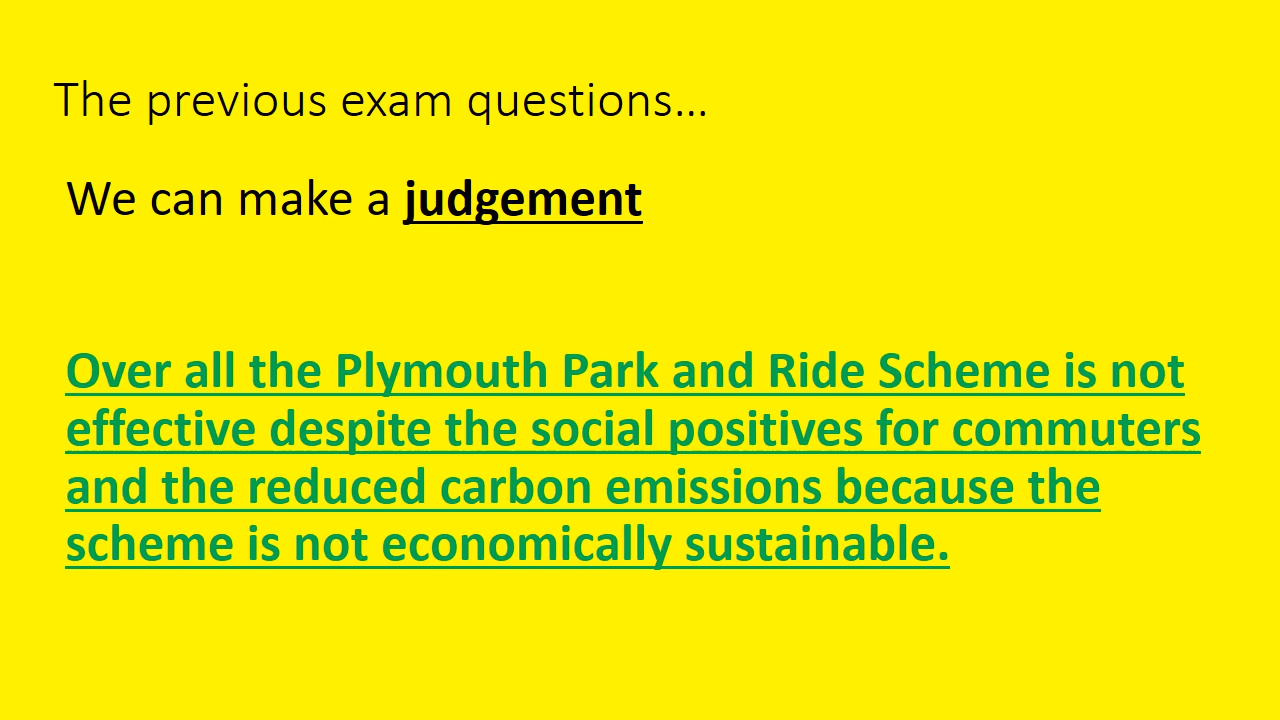 The previous exam questions...
We can make a judgement
Over all the Plymouth Park and Ride Scheme is not
effective despite the social positives for commuters
and the reduced carbon emissions because the
scheme is not economically sustainable.